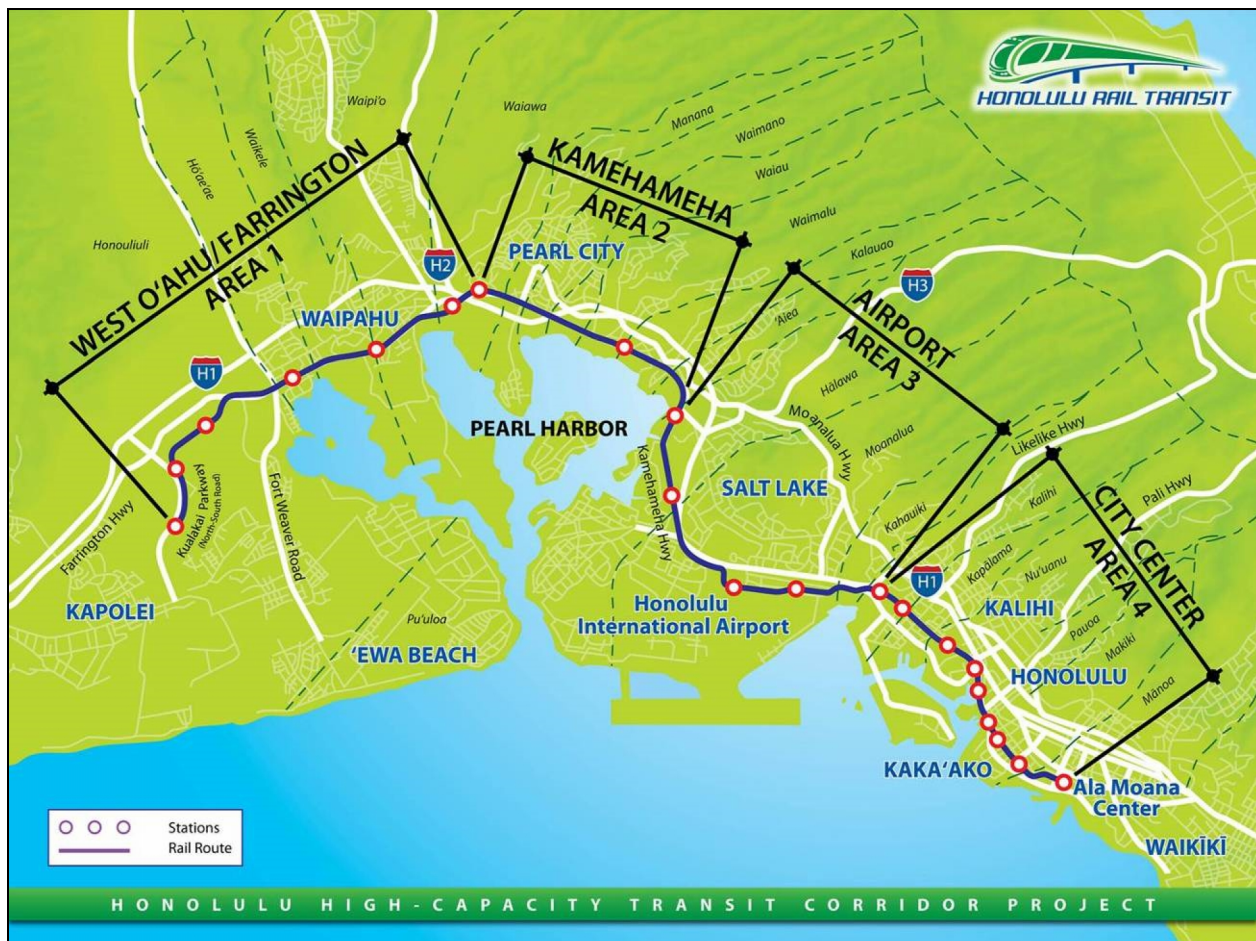 HONOLULU RAIL TRANSIT
Waipi'o
Waiawa
Manana
Waimano
Waiau
Waimalu
Kalauao
'Aiea
Hālawa
Moanalua
Kahauiki
Kalihi
Kapālama
Nu'uanu
Pauoa
Makiki
Mānoa
Waikele
Hō'ae'ae
Honouliuli
Pu'uloa
WEST O'AHU/FARRINGTON
AREA 1
KAMEHAMEHA
AREA 2
AIRPORT
AREA 3
CITY CENTER
AREA 4
H1
H2
H3
H1
PEARL CITY
WAIPAHU
PEARL HARBOR
SALT LAKE
Honolulu
International Airport
KAPOLEI
'EWA BEACH
KALIHI
HONOLULU
KAKA'AKO
Ala Moana
Center
WAIKĪKĪ
Farrington Hwy
Kualakai Parkway
(North-South Road)
Fort Weaver Road
Kamehameha Hwy
Moanalua Hwy
Likelike Hwy
Pali Hwy
Stations
Rail Route
HONOLULU HIGH-CAPACITY TRANSIT CORRIDOR PROJECT